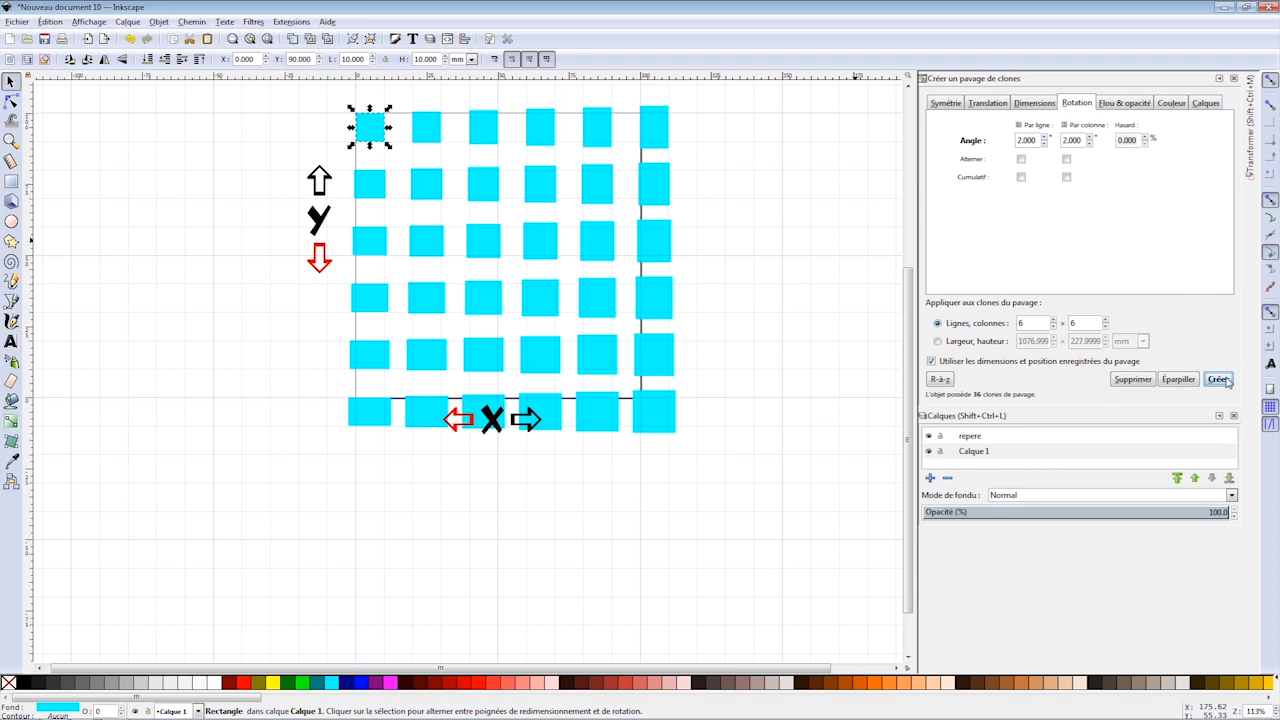 *Nouveau document 10 — Inkscape
Fichier Édition Affichage Calque Objet Chemin Texte Filtres Extensions Aide
X: 0.000 Y: 90.000 L: 10.000 H: 10.000 mm
Créer un pavage de clones
Symétrie Translation Dimensions Rotation Flou & opacité Couleur Calquer
Par ligne : Par colonne : Hasard :
Angle : 2.000 ° 2.000 ° 0.000 %
Alterner :
Cumulatif :
Transformer (Shift+Ctrl+M)
y
X
Appliquer aux clones du pavage :
Lignes, colonnes : 6 × 6
Largeur, hauteur : 1076.999 × 227.9999 mm
Utiliser les dimensions et position enregistrées du pavage
R-à-z Supprimer Éparpiller Créer
L'objet possède 36 clones de pavage.
Calques (Shift+Ctrl+L)
repere
Calque 1
Mode de fondu : Normal
Opacité (%) 100.0
Fond :
Contour : Aucun
O: 0
•Calque 1
Rectangle dans calque Calque 1. Cliquer sur la sélection pour alterner entre poignées de redimensionnement et de rotation.
X: 175.62
Y: 55.33
Z: 113%